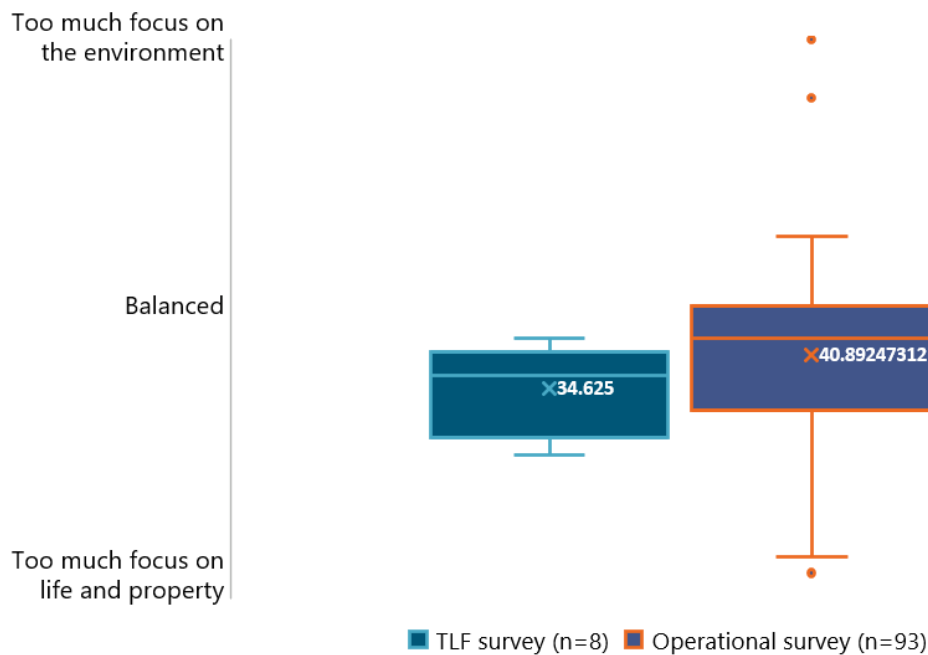 Too much focus on
the environment
Balanced
34.625
40.89247312
Too much focus on
life and property
TLF survey (n=8)
Operational survey (n=93)